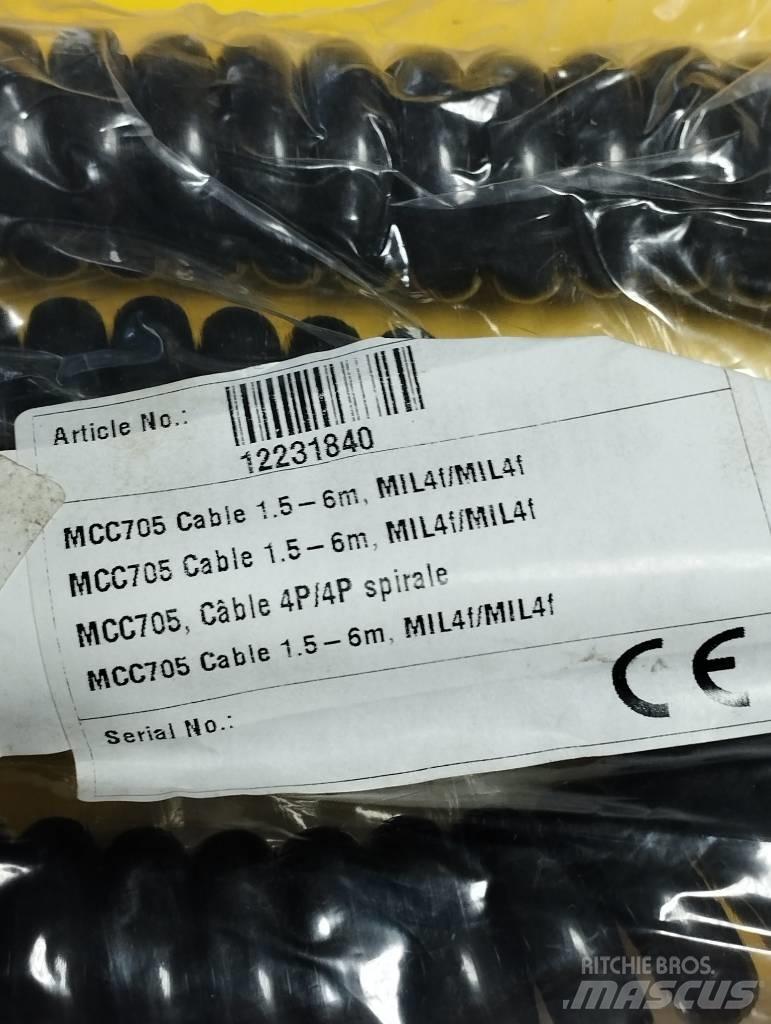 Article No.:
12231840
MCC705 Cable 1.5–6m, MIL4f/MIL4f
MCC705 Cable 1.5–6m, MIL4f/MIL4f
MCC705, Câble 4P/4P spirale
MCC705 Cable 1.5–6m, MIL4f/MIL4f
Serial No.:
CE
RITCHIE BROS.
MASCUS